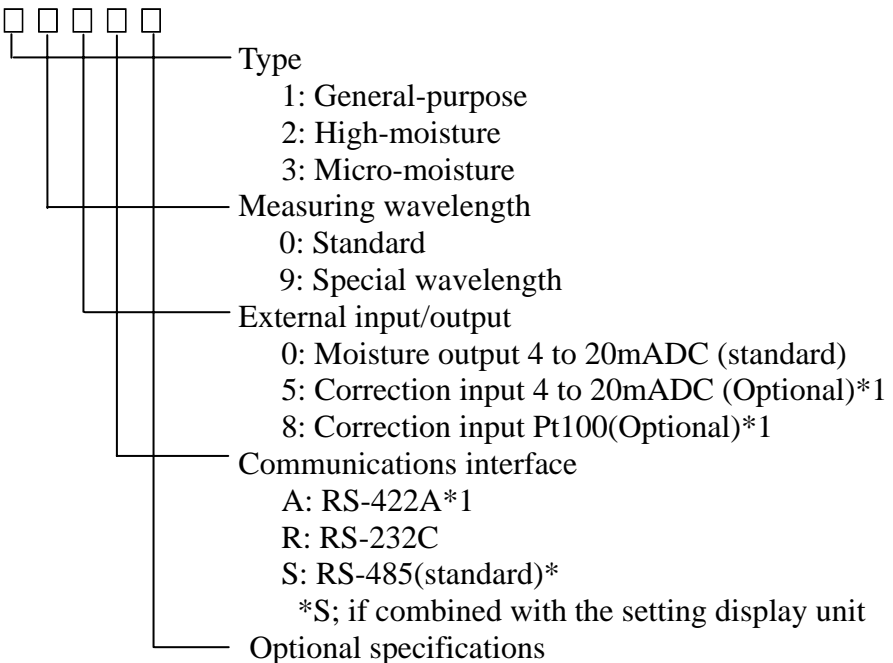 Type
1: General-purpose
2: High-moisture
3: Micro-moisture
Measuring wavelength
0: Standard
9: Special wavelength
External input/output
0: Moisture output 4 to 20mADC (standard)
5: Correction input 4 to 20mADC (Optional)*1
8: Correction input Pt100(Optional)*1
Communications interface
A: RS-422A*1
R: RS-232C
S: RS-485(standard)*
*S; if combined with the setting display unit
Optional specifications